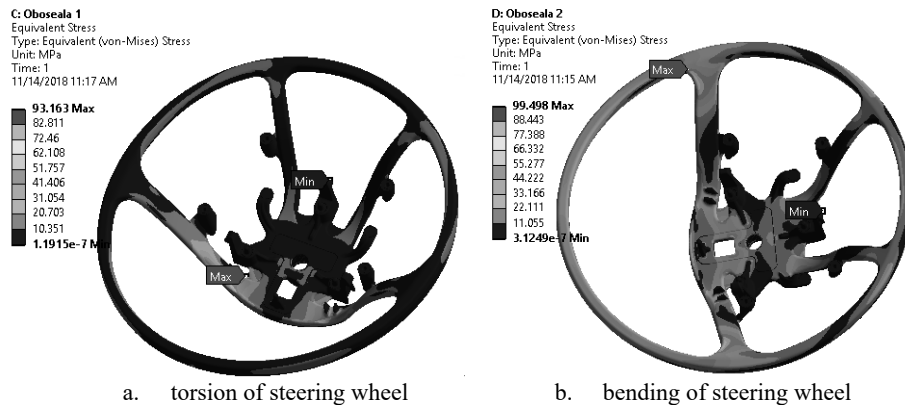 C: Oboseala 1
Equivalent Stress
Type: Equivalent (von-Mises) Stress
Unit: MPa
Time: 1
11/14/2018 11:17 AM
93.163 Max
82.811
72.46
62.108
51.757
41.406
31.054
20.703
10.351
1.1915e-7 Min
Min
Max
a. torsion of steering wheel
D: Oboseala 2
Equivalent Stress
Type: Equivalent (von-Mises) Stress
Unit: MPa
Time: 1
11/14/2018 11:15 AM
99.498 Max
88.443
77.388
66.332
55.277
44.222
33.166
22.111
11.055
3.1249e-7 Min
Max
Min
b. bending of steering wheel